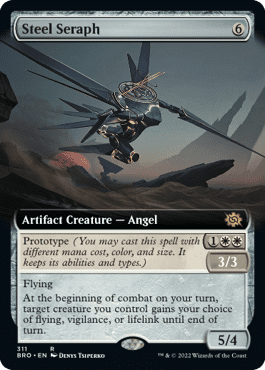 Steel Seraph 6
Artifact Creature — Angel
Prototype (You may cast this spell with
different mana cost, color, and size. It
keeps its abilities and types.)
1
3/3
Flying
At the beginning of combat on your turn,
target creature you control gains your choice
of flying, vigilance, or lifelink until end of
turn.
5/4
311 R
BRO • EN DENYS TSIPERKO
™ & © 2022 Wizards of the Coast